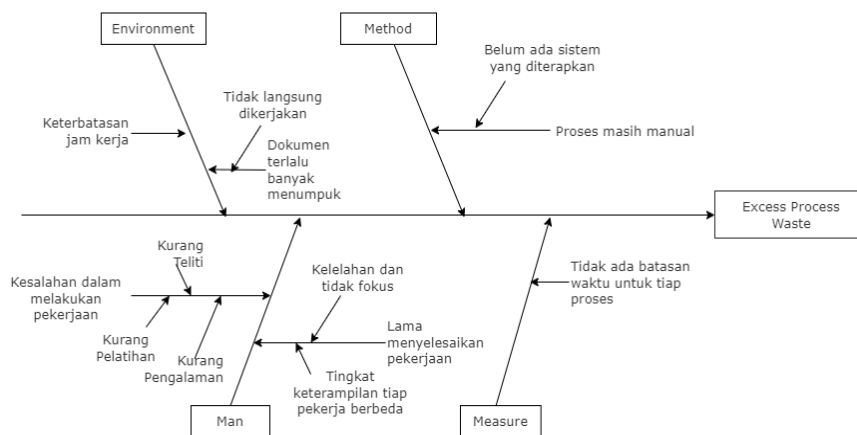 Environment
Method
Belum ada sistem
yang diterapkan
Tidak langsung
dikerjakan
Keterbatasan
jam kerja
Proses masih manual
Dokumen
terlalu
banyak
menumpuk
Excess Process
Waste
Kurang
Teliti
Kesalahan dalam
melakukan
pekerjaan
Kurang
Pelatihan
Kurang
Pengalaman
Kelelahan dan
tidak fokus
Lama
menyelesaikan
pekerjaan
Tingkat
keterampilan tiap
pekerja berbeda
Tidak ada batasan
waktu untuk tiap
proses
Man
Measure